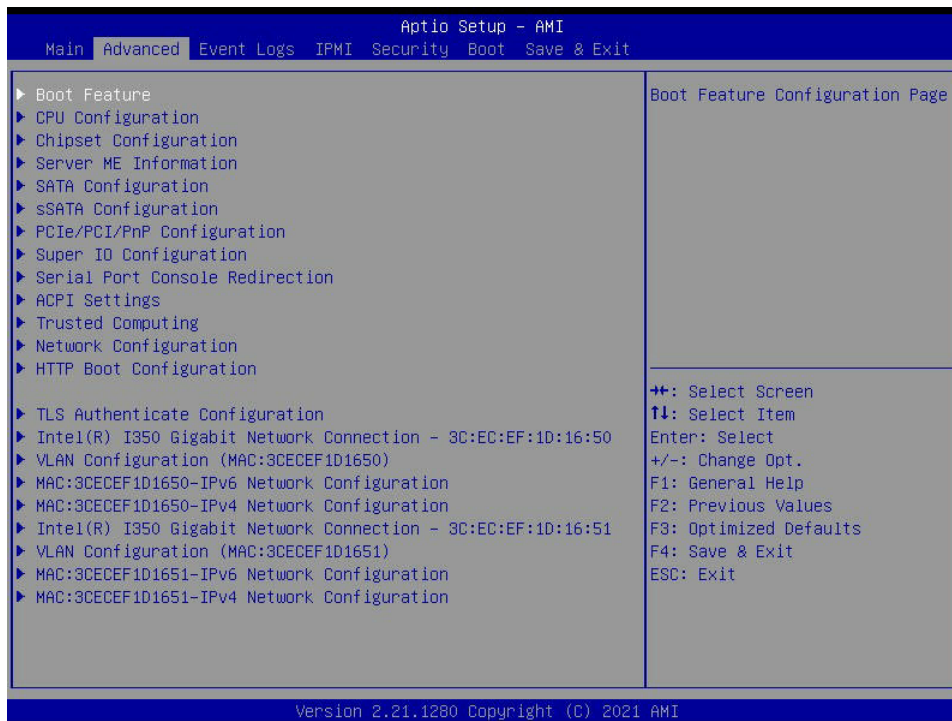 Aptio Setup - AMI
Main Advanced Event Logs IPMI Security Boot Save & Exit
▶ Boot Feature
▶ CPU Configuration
▶ Chipset Configuration
▶ Server ME Information
▶ SATA Configuration
▶ sSATA Configuration
▶ PCIe/PCI/PnP Configuration
▶ Super IO Configuration
▶ Serial Port Console Redirection
▶ ACPI Settings
▶ Trusted Computing
▶ Network Configuration
▶ HTTP Boot Configuration
▶ TLS Authenticate Configuration
▶ Intel(R) I350 Gigabit Network Connection - 3C:EC:EF:1D:16:50
▶ VLAN Configuration (MAC:3CECEF1D1650)
▶ MAC:3CECEF1D1650-IPv6 Network Configuration
▶ MAC:3CECEF1D1650-IPv4 Network Configuration
▶ Intel(R) I350 Gigabit Network Connection - 3C:EC:EF:1D:16:51
▶ VLAN Configuration (MAC:3CECEF1D1651)
▶ MAC:3CECEF1D1651-IPv6 Network Configuration
▶ MAC:3CECEF1D1651-IPv4 Network Configuration
Boot Feature Configuration Page
→←: Select Screen
↑↓: Select Item
Enter: Select
+/-: Change Opt.
F1: General Help
F2: Previous Values
F3: Optimized Defaults
F4: Save & Exit
ESC: Exit
Version 2.21.1280 Copyright (C) 2021 AMI